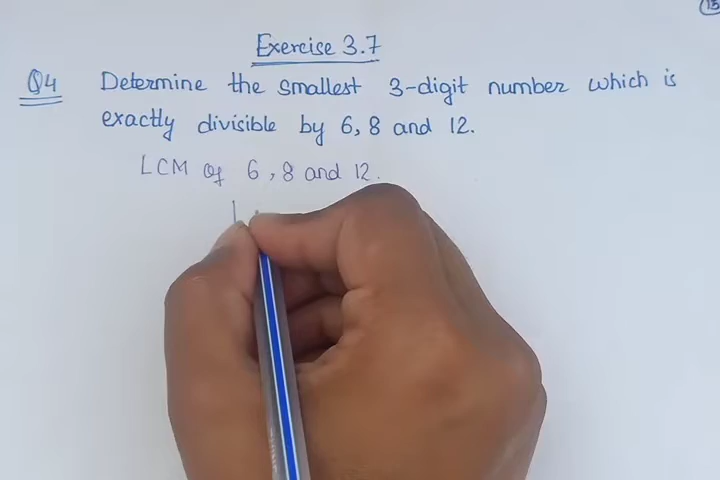 Exercise 3.7
Q4 Determine the smallest 3-digit number which is
exactly divisible by 6, 8 and 12.
LCM of 6, 8 and 12.